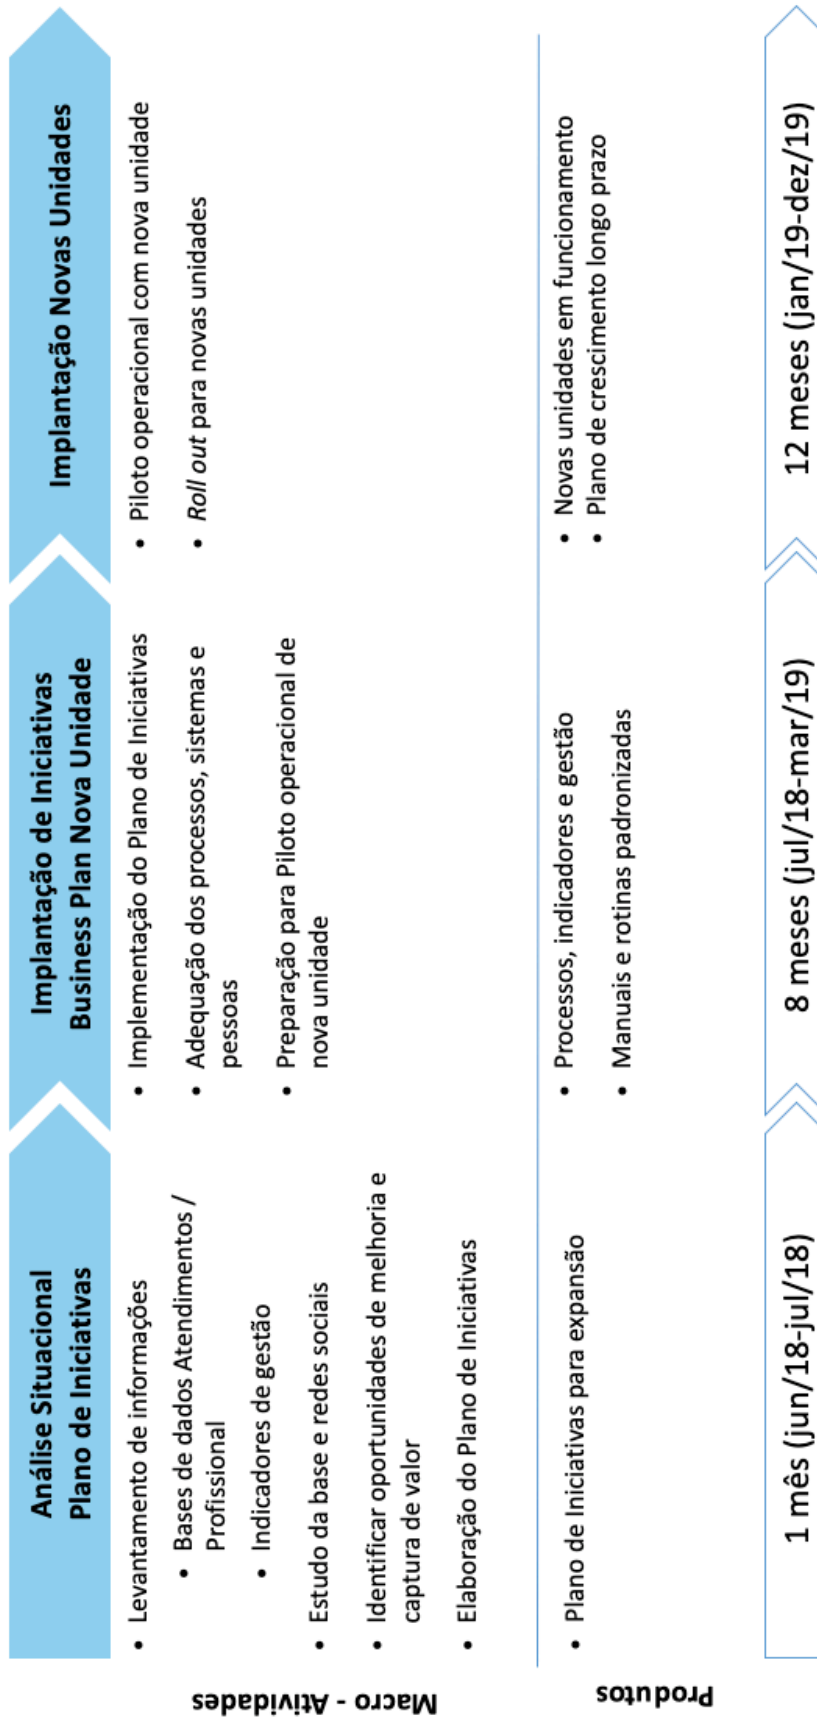 Análise Situacional
Plano de Iniciativas
Implantação de Iniciativas
Business Plan Nova Unidade
Implantação Novas Unidades
Macro - Atividades
• Levantamento de informações
• Bases de dados Atendimentos /
Profissional
• Indicadores de gestão
• Estudo da base e redes sociais
• Identificar oportunidades de melhoria e
captura de valor
• Elaboração do Plano de Iniciativas
• Implementação do Plano de Iniciativas
• Adequação dos processos, sistemas e
pessoas
• Preparação para Piloto operacional de
nova unidade
• Piloto operacional com nova unidade
• Roll out para novas unidades
Produtos
• Plano de Iniciativas para expansão
• Processos, indicadores e gestão
• Manuais e rotinas padronizadas
• Novas unidades em funcionamento
• Plano de crescimento longo prazo
1 mês (jun/18-jul/18)
8 meses (jul/18-mar/19)
12 meses (jan/19-dez/19)